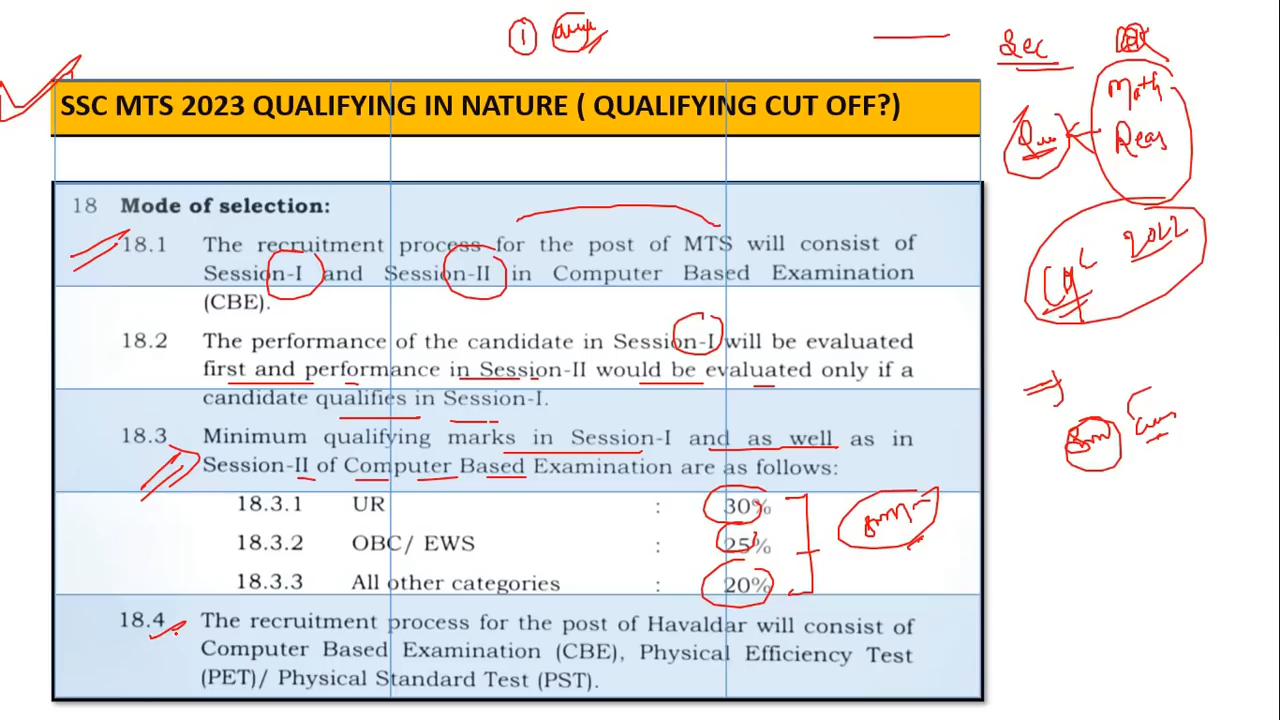 1
Sec
Math
Reas
SSC MTS 2023 QUALIFYING IN NATURE ( QUALIFYING CUT OFF?)
18 Mode of selection:
18.1 The recruitment process for the post of MTS will consist of
Session-I and Session-II in Computer Based Examination
(CBE).
2022
18.2 The performance of the candidate in Session-I will be evaluated
first and performance in Session-II would be evaluated only if a
candidate qualifies in Session-I.
18.3 Minimum qualifying marks in Session-I and as well as in
Session-II of Computer Based Examination are as follows:
18.3.1 UR : 30%
18.3.2 OBC/ EWS : 25%
18.3.3 All other categories : 20%
18.4 The recruitment process for the post of Havaldar will consist of
Computer Based Examination (CBE), Physical Efficiency Test
(PET)/ Physical Standard Test (PST).